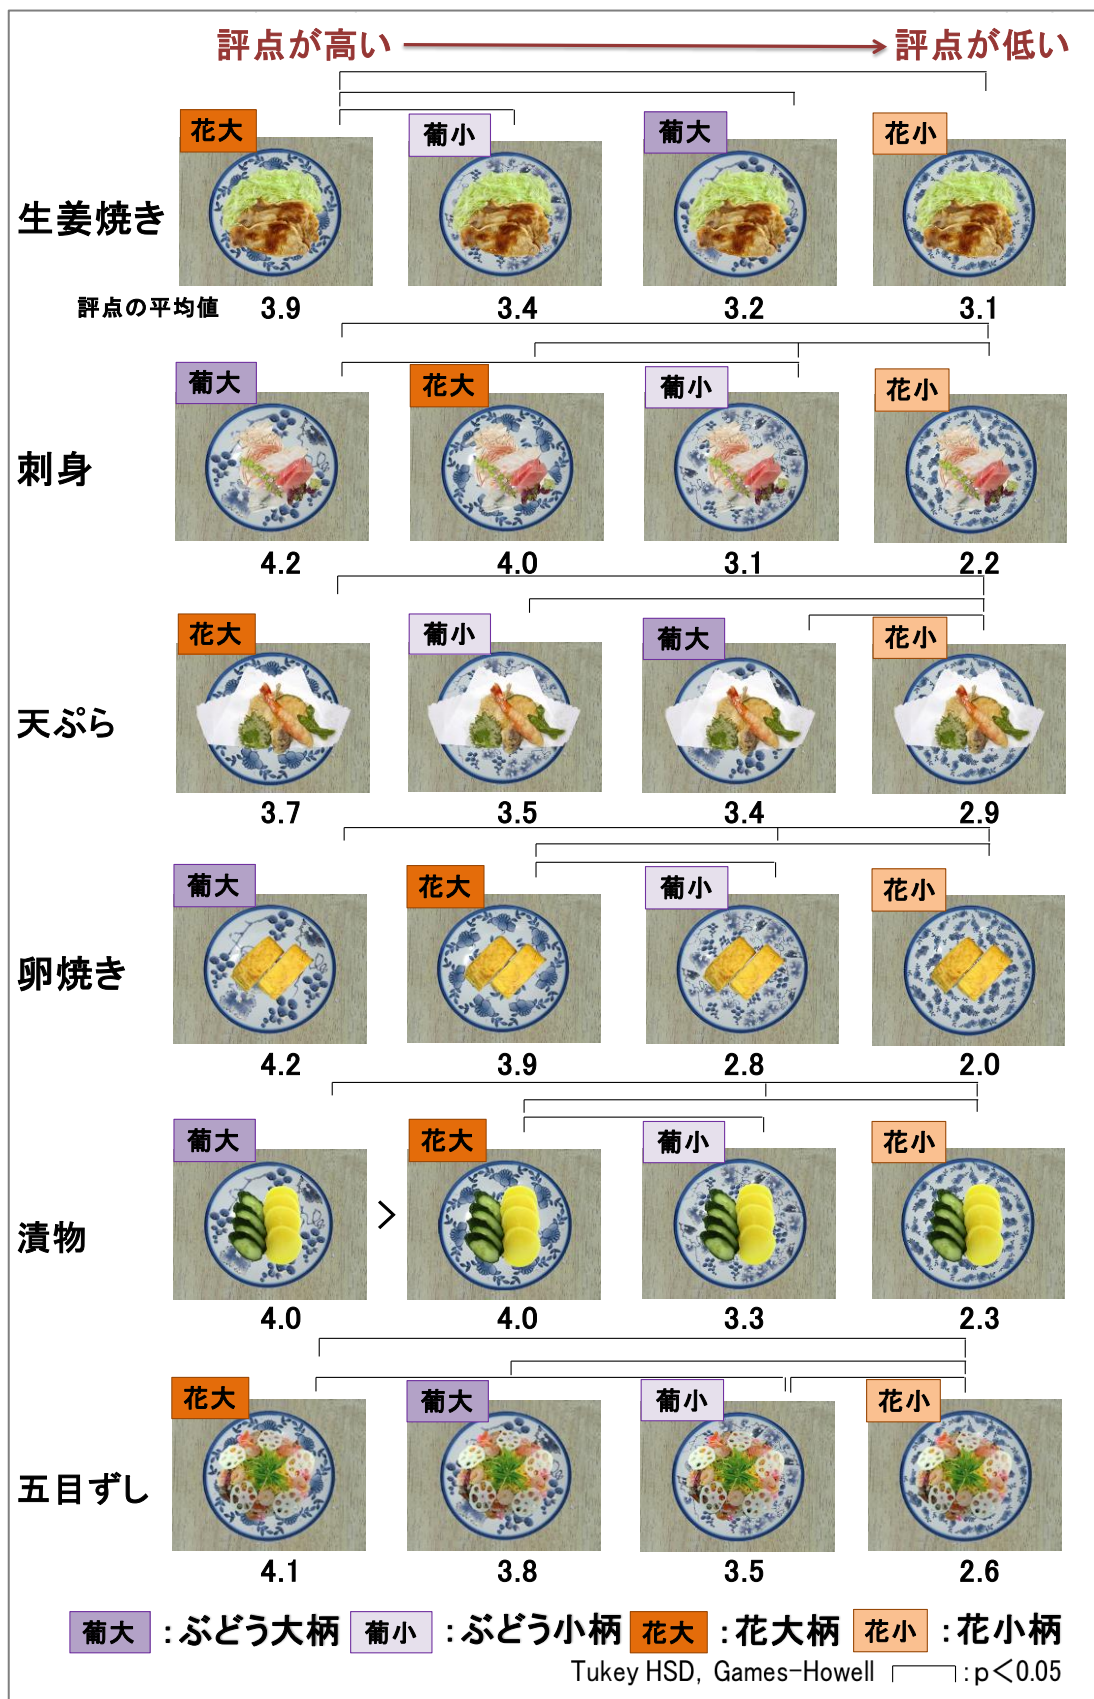 評点が高い 評点が低い
花大 葡小 葡大 花小
生姜焼き
評点の平均値 3.9 3.4 3.2 3.1
葡大 花大 葡小 花小
刺身
4.2 4.0 3.1 2.2
花大 葡小 葡大 花小
天ぷら
3.7 3.5 3.4 2.9
葡大 花大 葡小 花小
卵焼き
4.2 3.9 2.8 2.0
葡大 花大 葡小 花小
漬物 >
4.0 4.0 3.3 2.3
花大 葡大 葡小 花小
五目ずし
4.1 3.8 3.5 2.6
葡大 :ぶどう大柄 葡小 :ぶどう小柄 花大 :花大柄 花小 :花小柄
Tukey HSD, Games-Howell :p<0.05